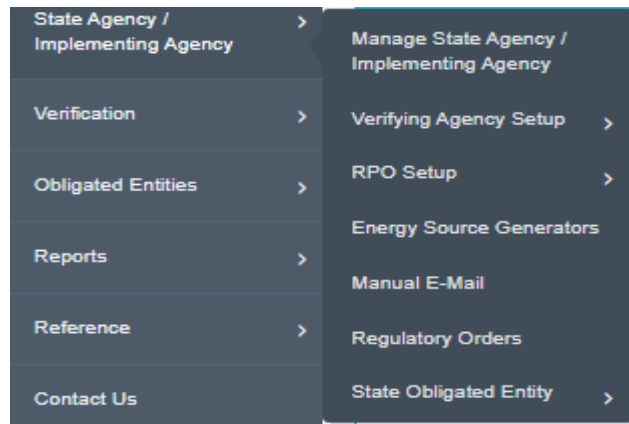 State Agency /
Implementing Agency
Verification
Obligated Entities
Reports
Reference
Contact Us
Manage State Agency /
Implementing Agency
Verifying Agency Setup
RPO Setup
Energy Source Generators
Manual E-Mail
Regulatory Orders
State Obligated Entity